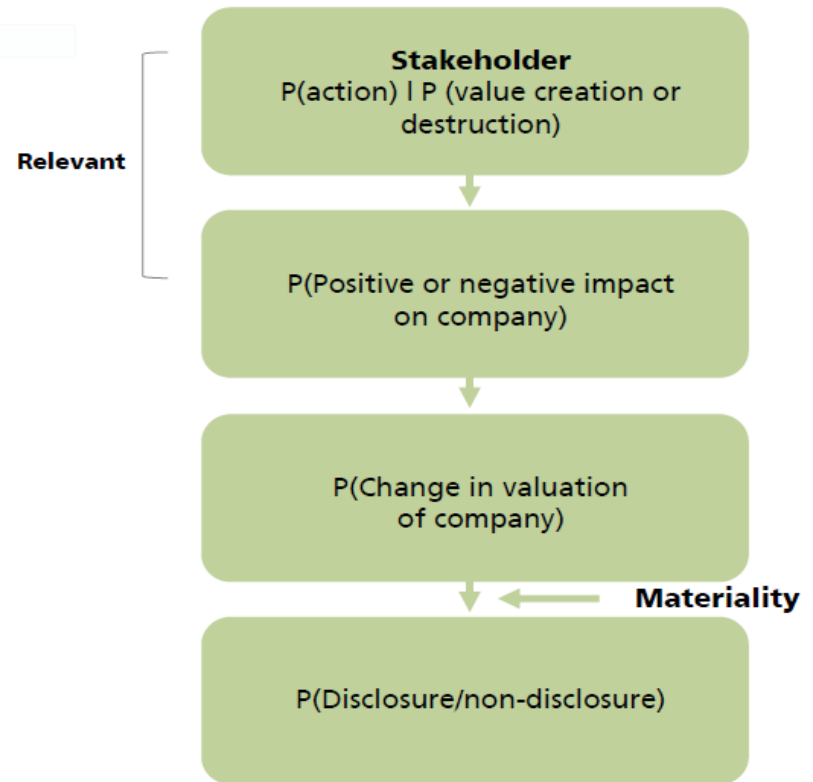 Stakeholder
P(action) l P (value creation or
destruction)
Relevant
P(Positive or negative impact
on company)
P(Change in valuation
of company)
Materiality
P(Disclosure/non-disclosure)